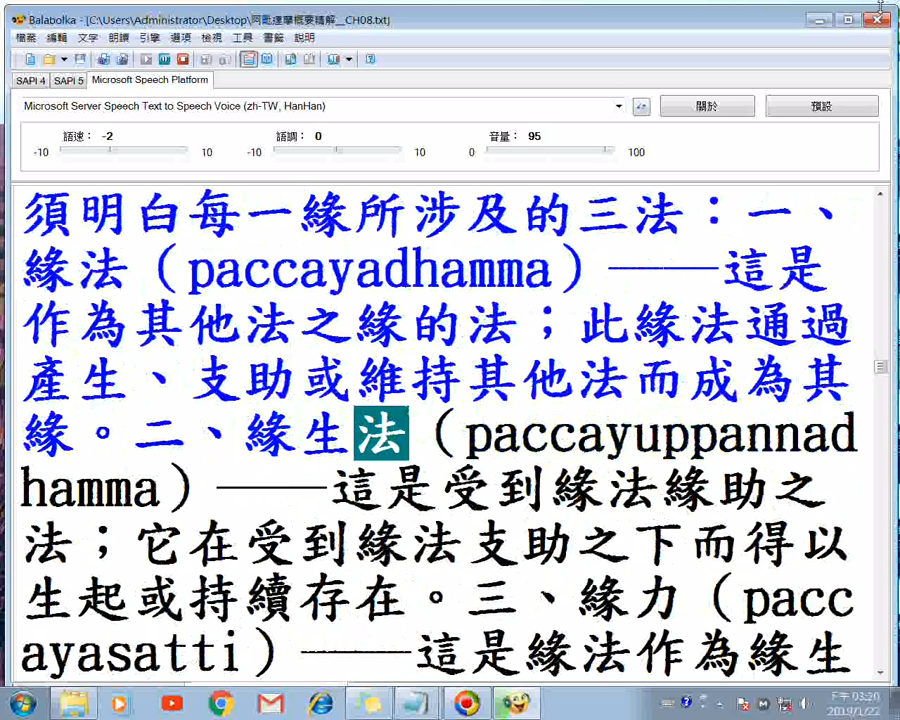 Balabolka - [C:\Users\Administrator\Desktop\阿毗達摩概要精解__CH08.txt]
檔案 編輯 文字 朗讀 引擎 選項 檢視 工具 書籤 說明
SAPI 4 SAPI 5 Microsoft Speech Platform
Microsoft Server Speech Text to Speech Voice (zh-TW, HanHan) 關於 預設
語速： -2 語調： 0 音量： 95
-10 10 -10 10 0 100
須明白每一緣所涉及的三法：一、
緣法（paccayadhamma）———這是
作為其他法之緣的法；此緣法通過
產生、支助或維持其他法而成為其
緣。二、緣生法（paccayuppannad
hamma）———這是受到緣法緣助之
法；它在受到緣法支助之下而得以
生起或持續存在。三、緣力（pacc
ayasatti）———這是緣法作為緣生
下午 03:20
2019/1/22